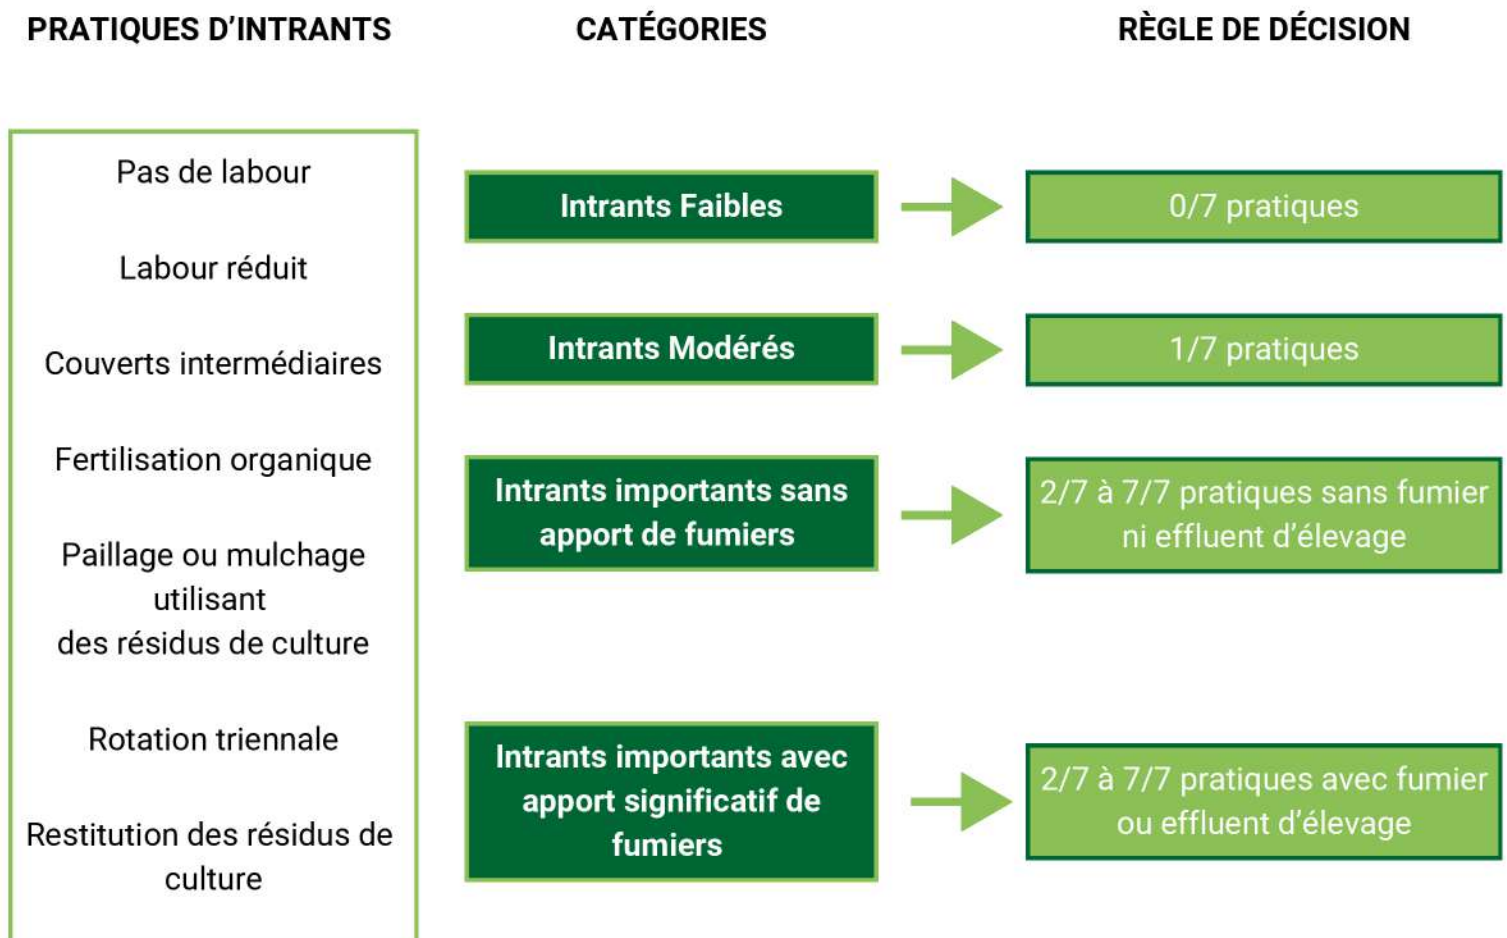 PRATIQUES D'INTRANTS
CATÉGORIES
RÈGLE DE DÉCISION
Pas de labour
Labour réduit
Couverts intermédiaires
Fertilisation organique
Paillage ou mulchage
utilisant
des résidus de culture
Rotation triennale
Restitution des résidus de
culture
Intrants Faibles
0/7 pratiques
Intrants Modérés
1/7 pratiques
Intrants importants sans
apport de fumiers
2/7 à 7/7 pratiques sans fumier
ni effluent d'élevage
Intrants importants avec
apport significatif de
fumiers
2/7 à 7/7 pratiques avec fumier
ou effluent d'élevage